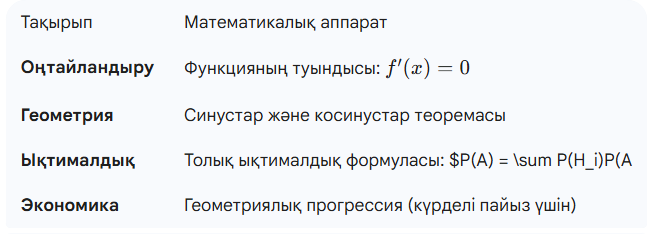 Тақырып Математикалық аппарат
Оңтайландыру Функцияның туындысы: f′(x) = 0
Геометрия Синустар және косинустар теоремасы
Ықтималдық Толық ықтималдық формуласы: $P(A) = \sum P(H_i)P(A
Экономика Геометриялық прогрессия (күрделі пайыз үшін)